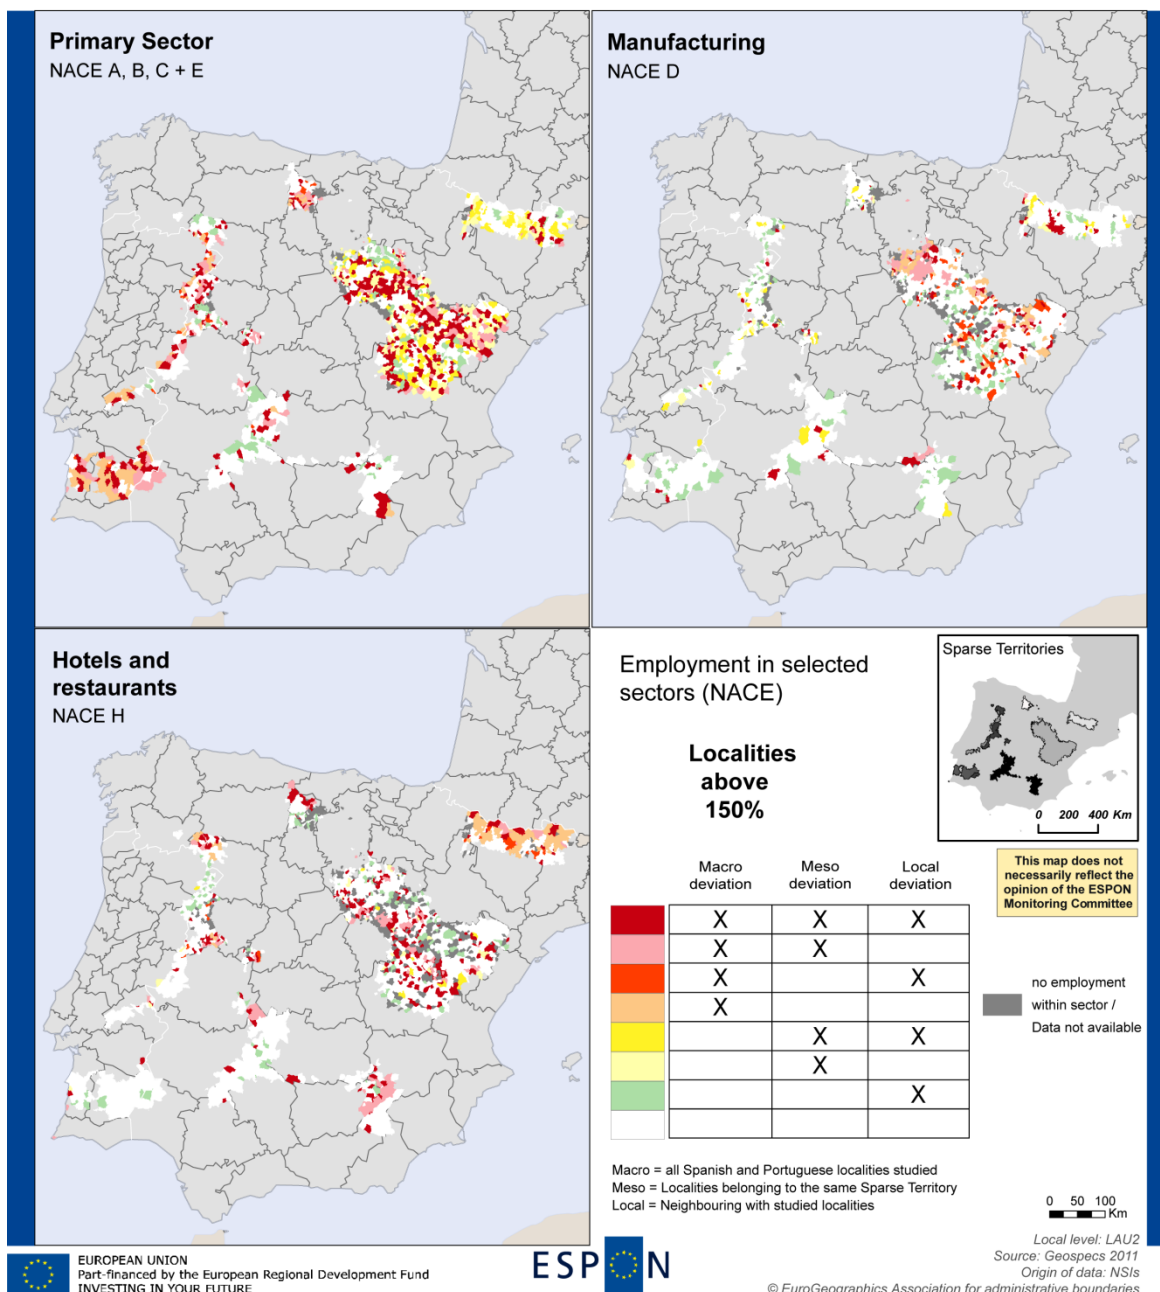 Primary Sector
NACE A, B, C + E
Manufacturing
NACE D
Hotels and
restaurants
NACE H
Employment in selected
sectors (NACE)
Localities
above
150%
Sparse Territories
0 200 400 Km
This map does not
necessarily reflect the
opinion of the ESPON
Monitoring Committee
Macro
deviation
Meso
deviation
Local
deviation
X X X
X X
X X
X
X X
X
X
no employment
within sector /
Data not available
Macro = all Spanish and Portuguese localities studied
Meso = Localities belonging to the same Sparse Territory
Local = Neighbouring with studied localities
0 50 100
Km
EUROPEAN UNION
Part-financed by the European Regional Development Fund
INVESTING IN YOUR FUTURE
ESPON
Local level: LAU2
Source: Geospecs 2011
Origin of data: NSIs
© EuroGeographics Association for administrative boundaries